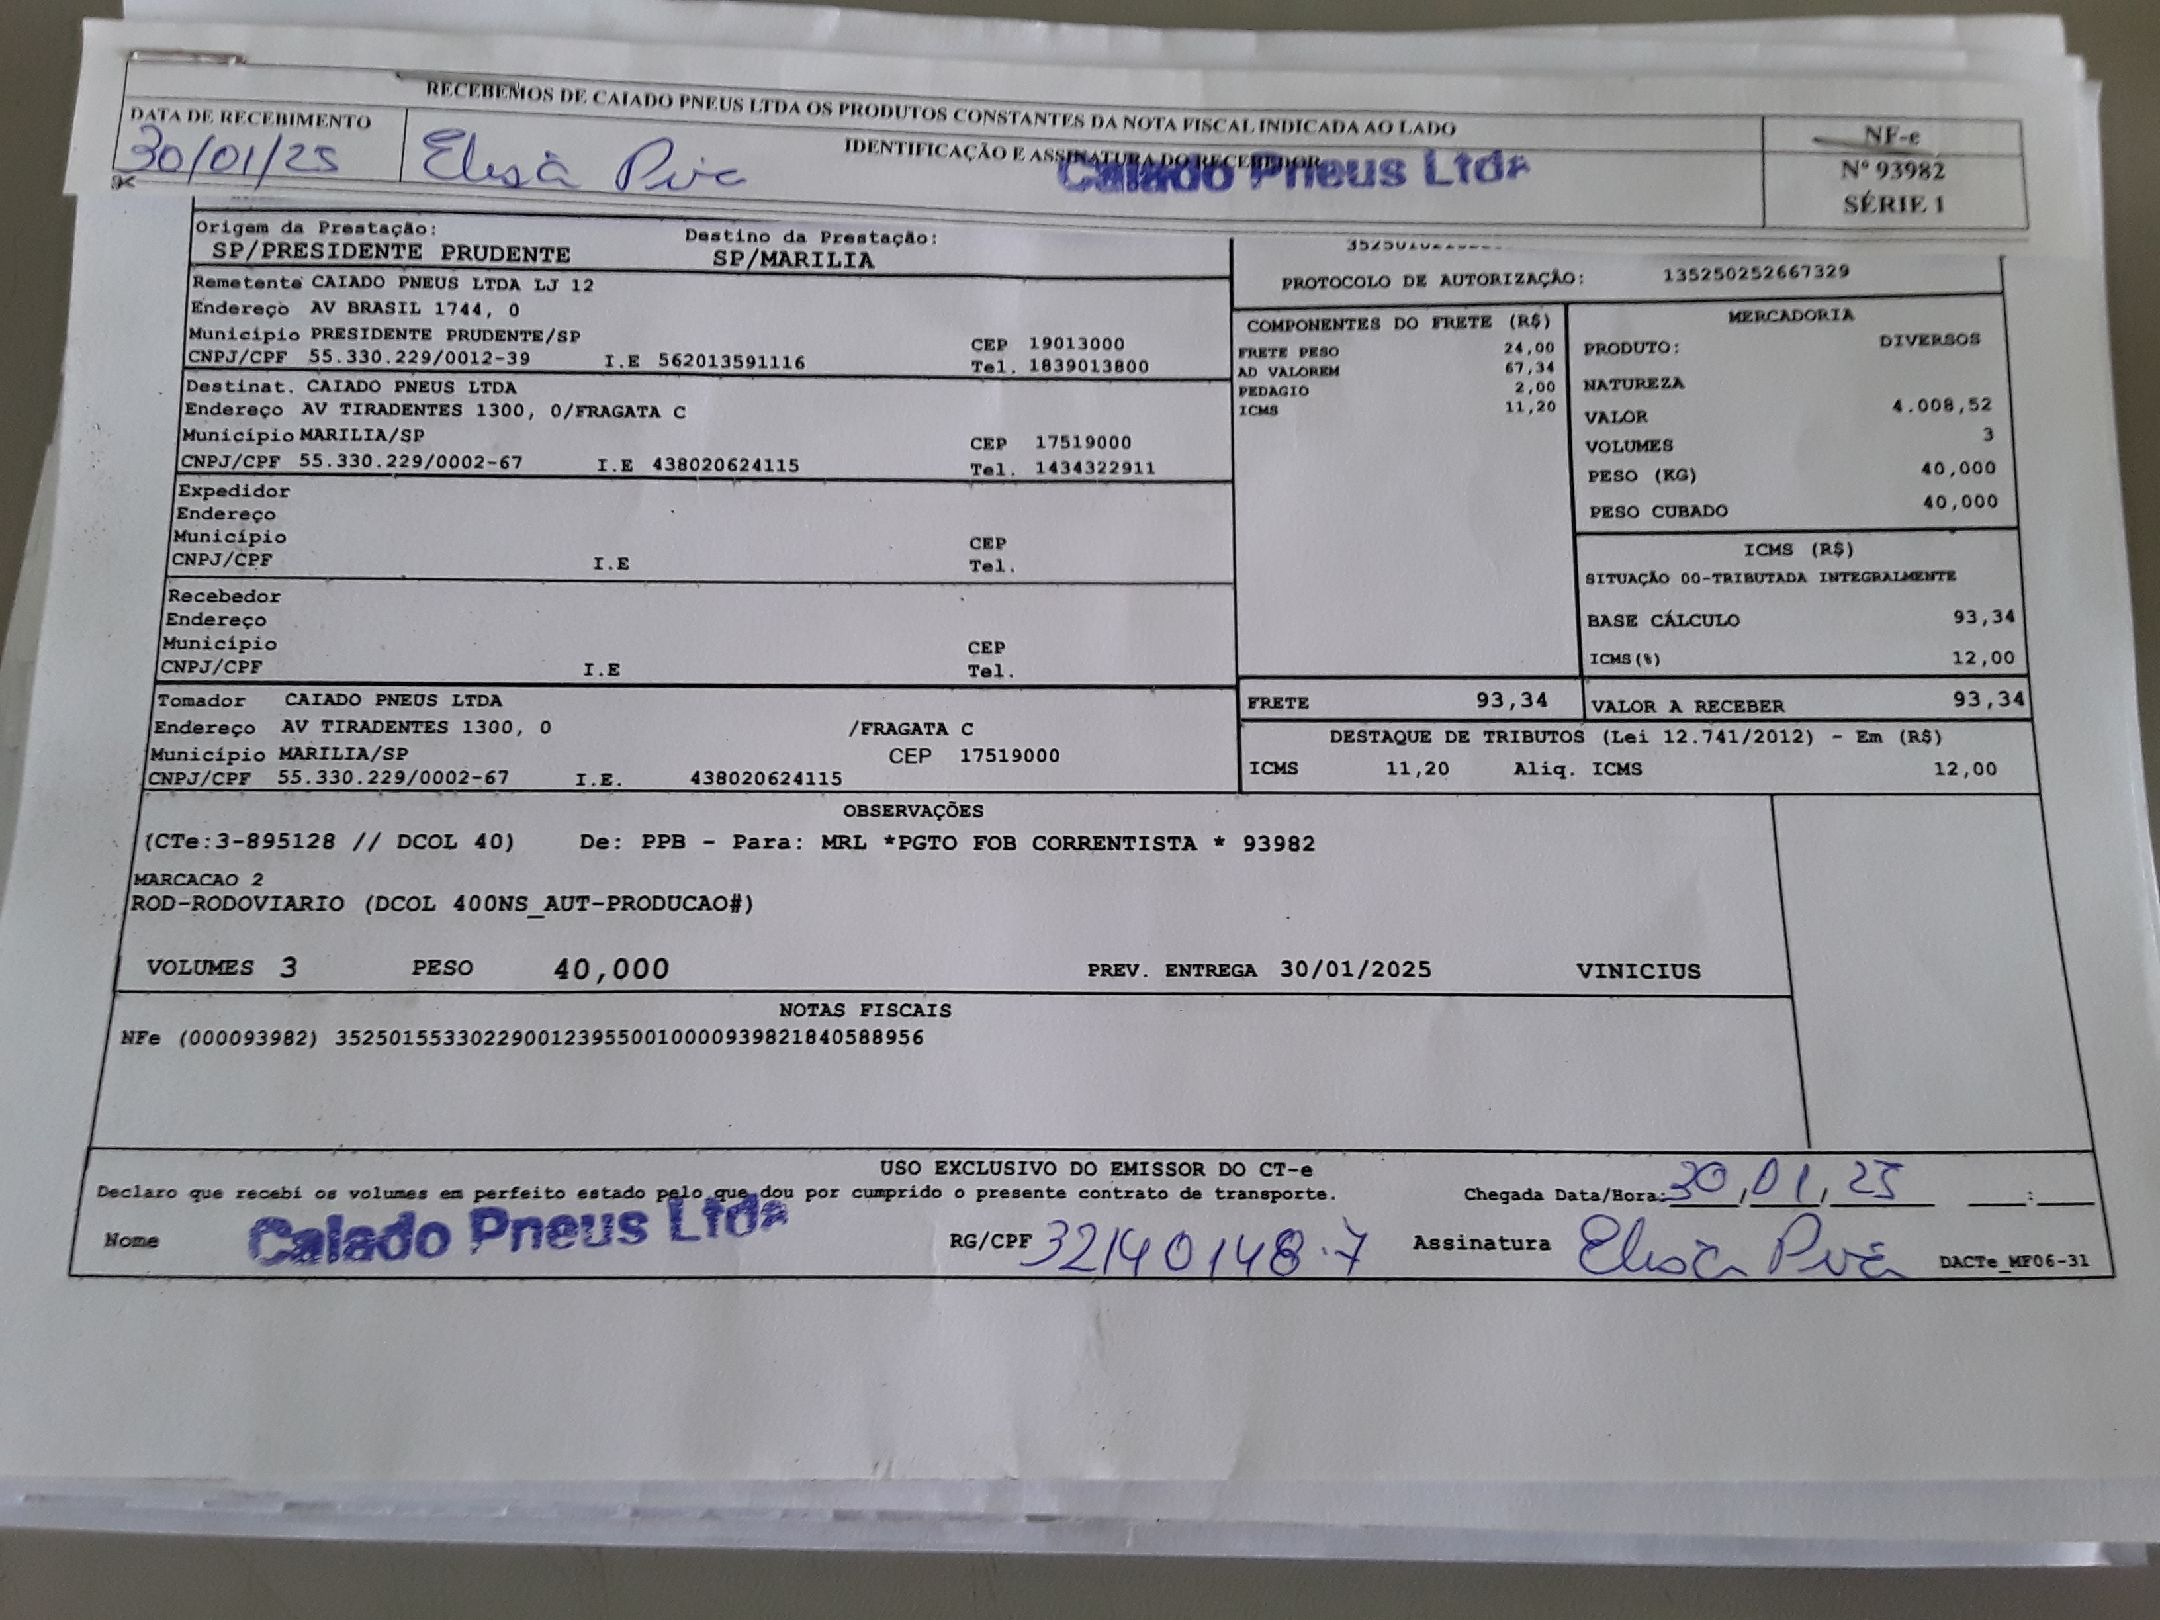 RECEBEMOS DE CAIADO PNEUS LTDA OS PRODUTOS CONSTANTES DA NOTA FISCAL INDICADA AO LADO
DATA DE RECEBIMENTO
30/01/25
IDENTIFICAÇÃO E ASSINATURA DO RECEBEDOR
Caiado Pneus Ltda
NF-e
Nº 93982
SÉRIE 1
Origem da Prestação: Destino da Prestação:
SP/PRESIDENTE PRUDENTE SP/MARILIA
Remetente CAIADO PNEUS LTDA LJ 12
Endereço AV BRASIL 1744, 0
Município PRESIDENTE PRUDENTE/SP CEP 19013000
CNPJ/CPF 55.330.229/0012-39 I.E 562013591116 Tel. 1839013800
Destinat. CAIADO PNEUS LTDA
Endereço AV TIRADENTES 1300, 0/FRAGATA C
Município MARILIA/SP CEP 17519000
CNPJ/CPF 55.330.229/0002-67 I.E 438020624115 Tel. 1434322911
Expedidor
Endereço
Município CEP
CNPJ/CPF I.E Tel.
Recebedor
Endereço
Município CEP
CNPJ/CPF I.E Tel.
Tomador CAIADO PNEUS LTDA
Endereço AV TIRADENTES 1300, 0 /FRAGATA C
Município MARILIA/SP CEP 17519000
CNPJ/CPF 55.330.229/0002-67 I.E. 438020624115
PROTOCOLO DE AUTORIZAÇÃO: 135250252667329
COMPONENTES DO FRETE (R$)
FRETE PESO 24,00
AD VALOREM 67,34
PEDAGIO 2,00
ICMS 11,20
MERCADORIA
PRODUTO: DIVERSOS
NATUREZA
VALOR 4.008,52
VOLUMES 3
PESO (KG) 40,000
PESO CUBADO 40,000
ICMS (R$)
SITUAÇÃO 00-TRIBUTADA INTEGRALMENTE
BASE CÁLCULO 93,34
ICMS(%) 12,00
FRETE 93,34 VALOR A RECEBER 93,34
DESTAQUE DE TRIBUTOS (Lei 12.741/2012) - Em (R$)
ICMS 11,20 Aliq. ICMS 12,00
OBSERVAÇÕES
(CTe:3-895128 // DCOL 40) De: PPB - Para: MRL *PGTO FOB CORRENTISTA * 93982
MARCACAO 2
ROD-RODOVIARIO (DCOL 400NS_AUT-PRODUCAO#)
VOLUMES 3 PESO 40,000 PREV. ENTREGA 30/01/2025 VINICIUS
NOTAS FISCAIS
NFe (000093982) 35250155330229001239550010000939821840588956
USO EXCLUSIVO DO EMISSOR DO CT-e
Declaro que recebi os volumes em perfeito estado pelo que dou por cumprido o presente contrato de transporte. Chegada Data/Hora: 30/01/25 :
Nome Caiado Pneus Ltda RG/CPF 32140148.7 Assinatura DACTe_MF06-31